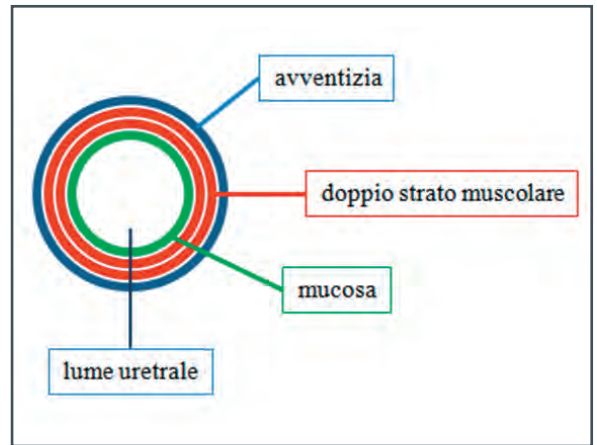 avventizia
doppio strato muscolare
mucosa
lume uretrale